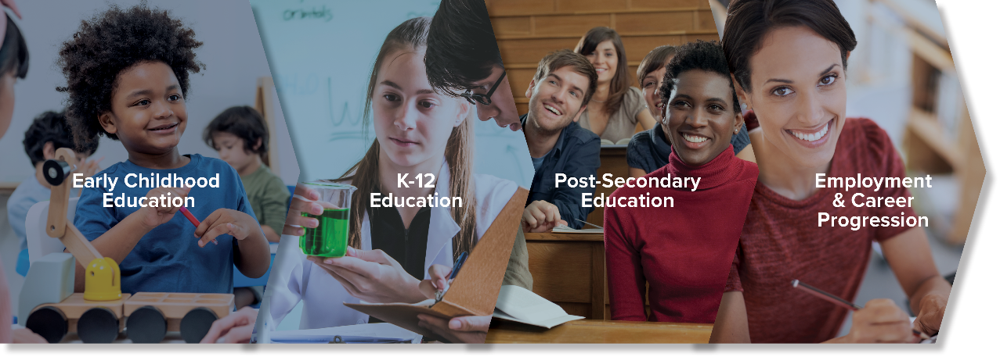 Early Childhood
Education
K-12
Education
Post-Secondary
Education
Employment
& Career
Progression